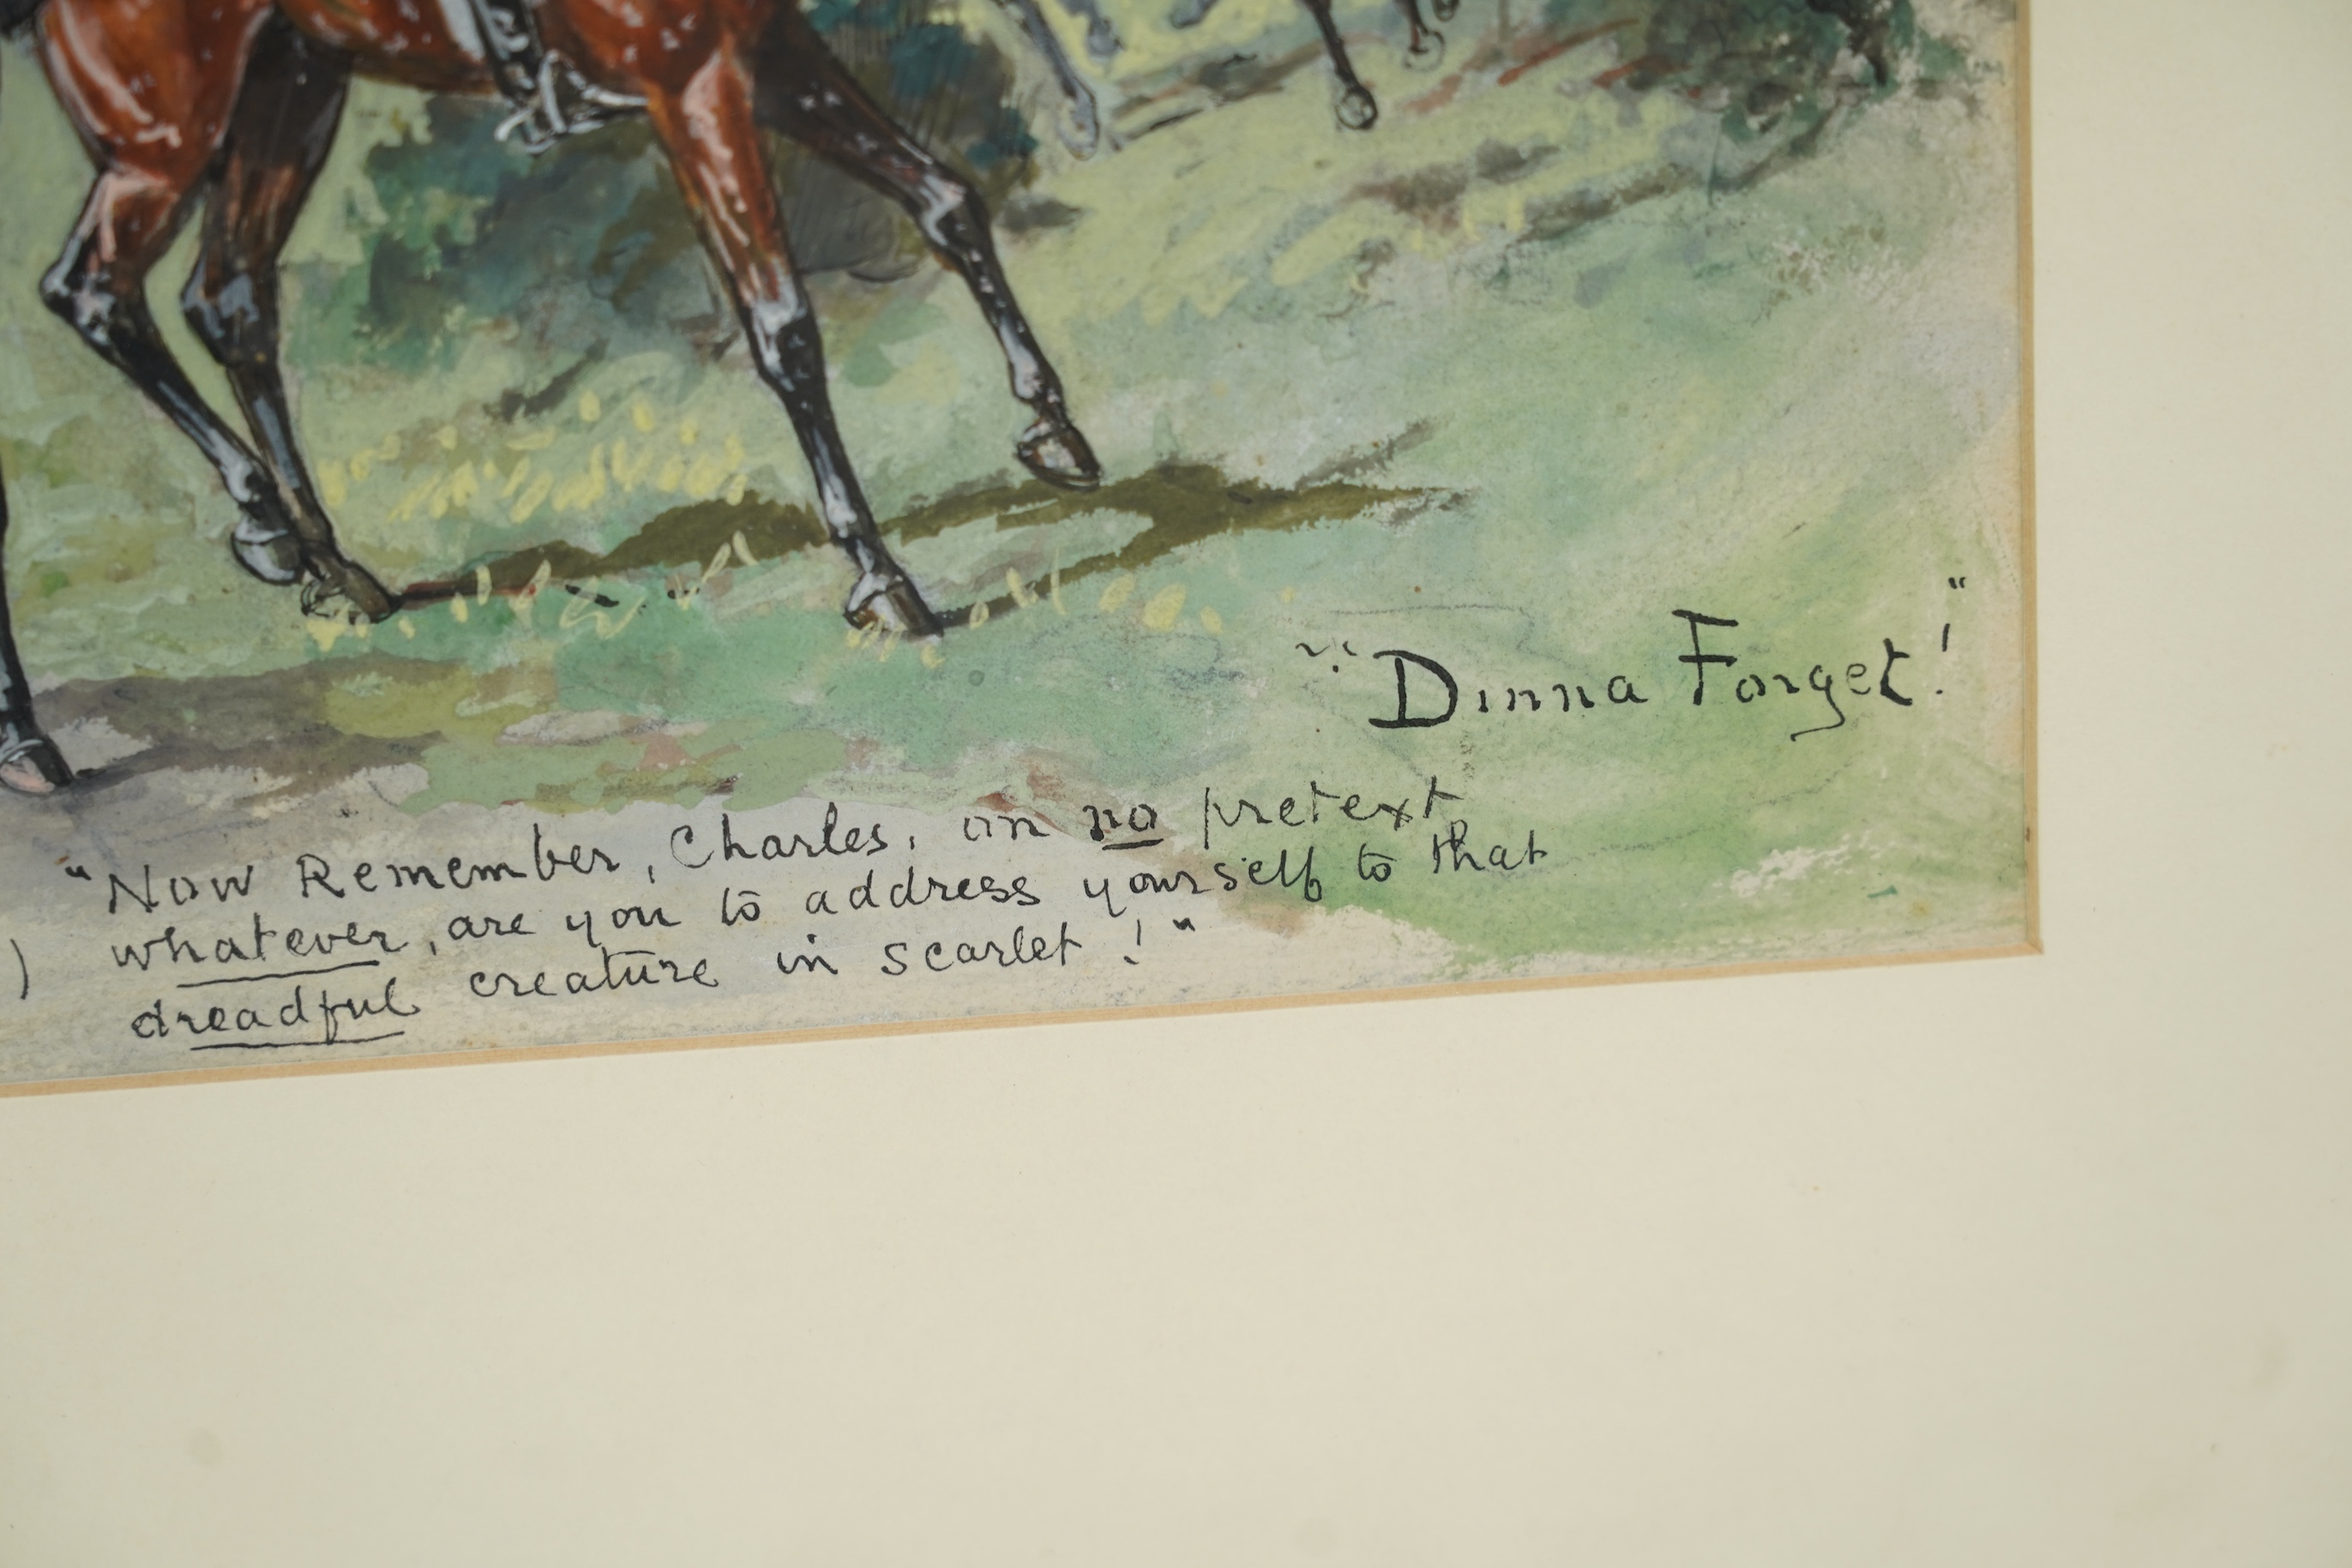 "Dinna Forget!"
"Now Remember, Charles, on no pretext
) whatever, are you to address yourself to that
dreadful creature in scarlet!"